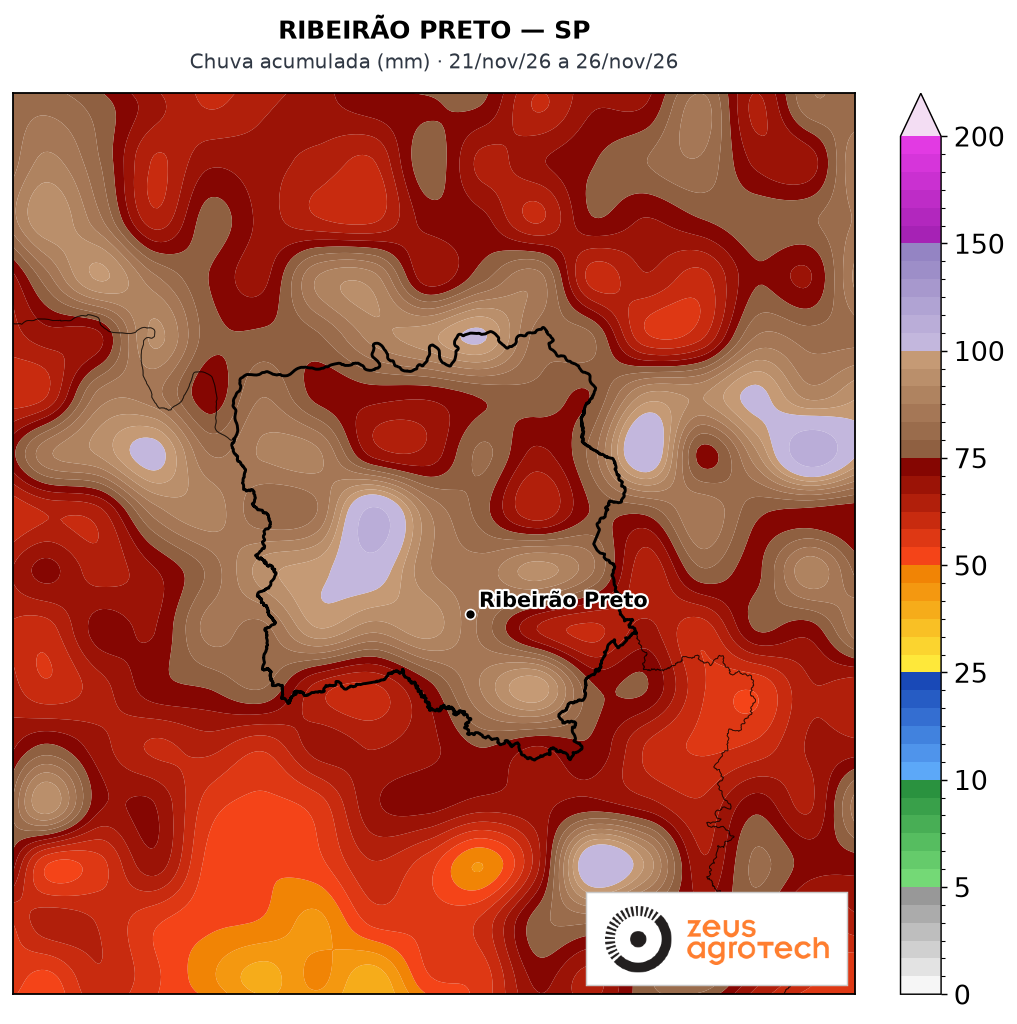 RIBEIRÃO PRETO — SP
Chuva acumulada (mm) · 21/nov/26 a 26/nov/26
200
150
100
75
50
25
10
5
0
Ribeirão Preto
zeus
agrotech